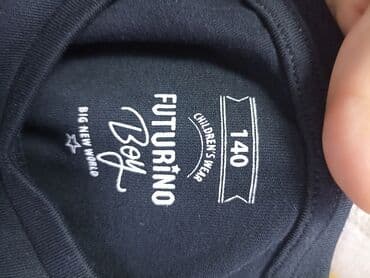 140
CHILDREN'S WEAR
FUTURINO
Boy
BIG NEW WORLD